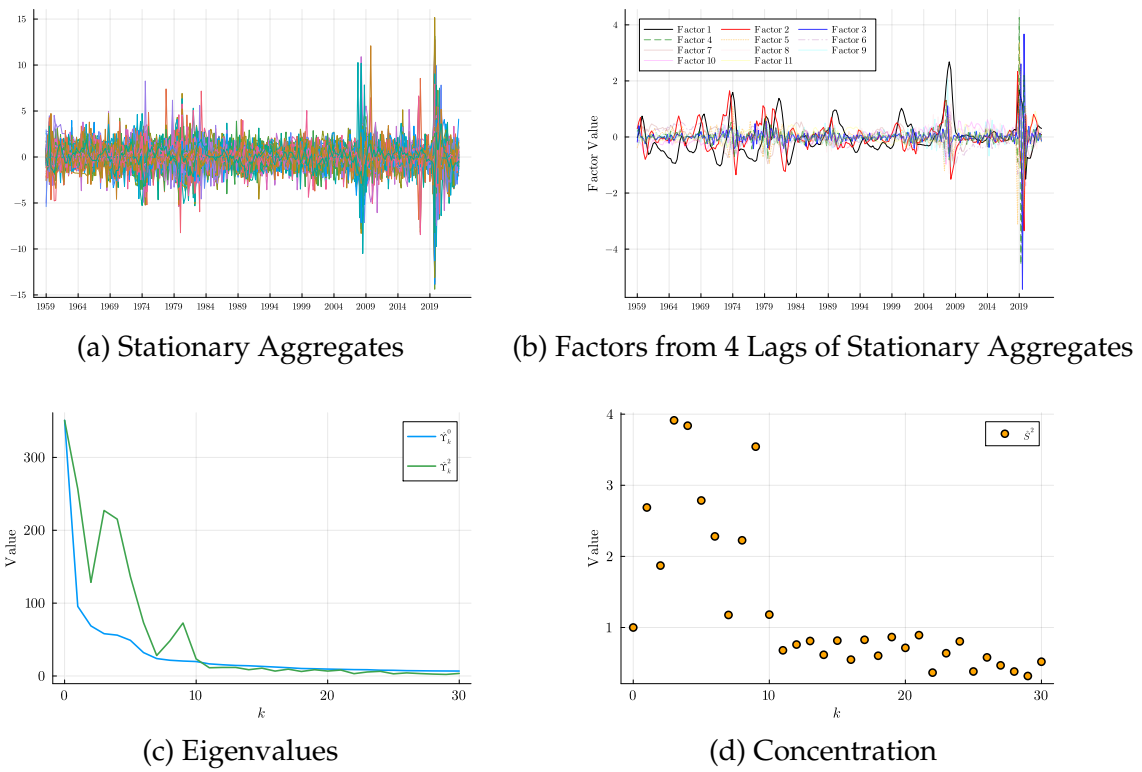 15
10
5
0
−5
−10
−15
1959 1964 1969 1974 1979 1984 1989 1994 1999 2004 2009 2014 2019
(a) Stationary Aggregates
Factor Value
4
2
0
−2
−4
Factor 1 Factor 2 Factor 3
Factor 4 Factor 5 Factor 6
Factor 7 Factor 8 Factor 9
Factor 10 Factor 11
1959 1964 1969 1974 1979 1984 1989 1994 1999 2004 2009 2014 2019
(b) Factors from 4 Lags of Stationary Aggregates
Value
300
200
100
0
0 10 20 30
k
(c) Eigenvalues
Value
4
3
2
1
0 10 20 30
k
(d) Concentration